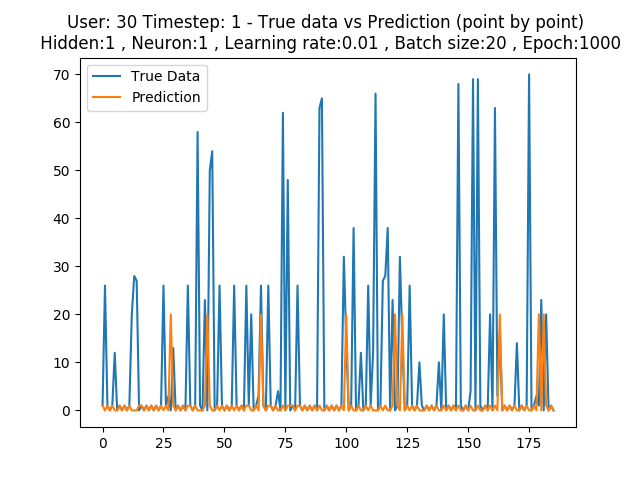 User: 30 Timestep: 1 - True data vs Prediction (point by point)
Hidden:1 , Neuron:1 , Learning rate:0.01 , Batch size:20 , Epoch:1000
True Data
Prediction
70
60
50
40
30
20
10
0
0 25 50 75 100 125 150 175